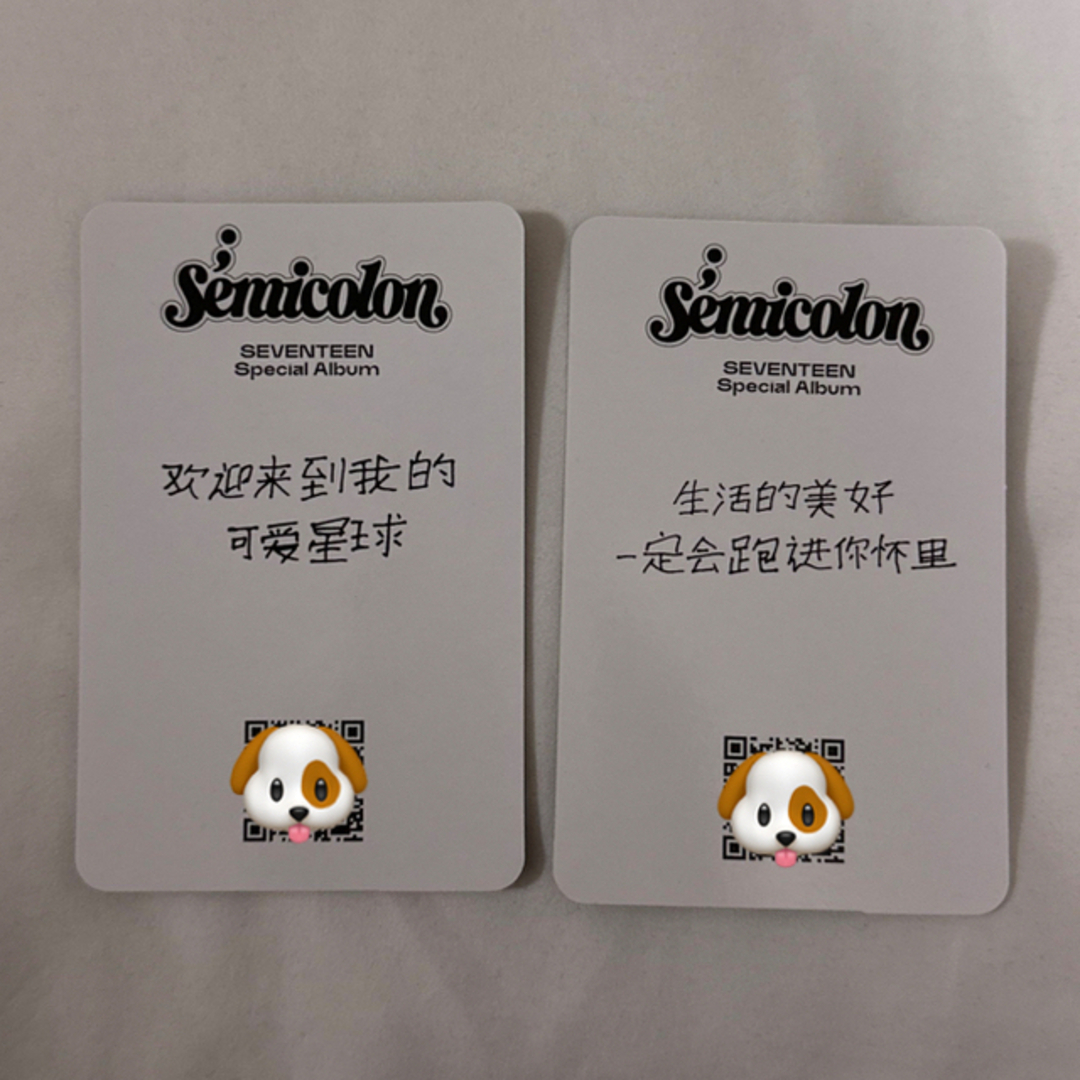 Semicolon
SEVENTEEN
Special Album
欢迎来到我的
可爱星球
Semicolon
SEVENTEEN
Special Album
生活的美好
一定会跑进你怀里